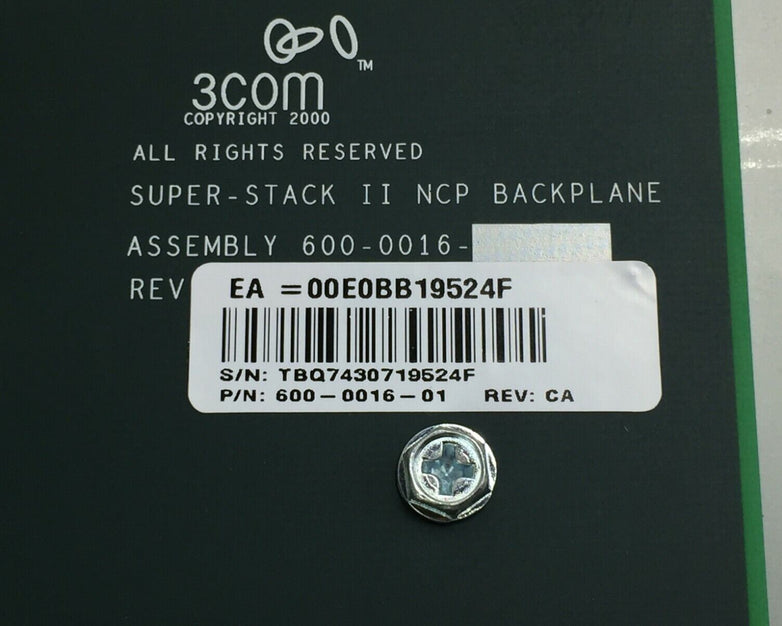 3COM™
COPYRIGHT 2000
ALL RIGHTS RESERVED
SUPER-STACK II NCP BACKPLANE
ASSEMBLY 600-0016-
REV
EA =00E0BB19524F
S/N: TBQ7430719524F
P/N: 600-0016-01 REV: CA